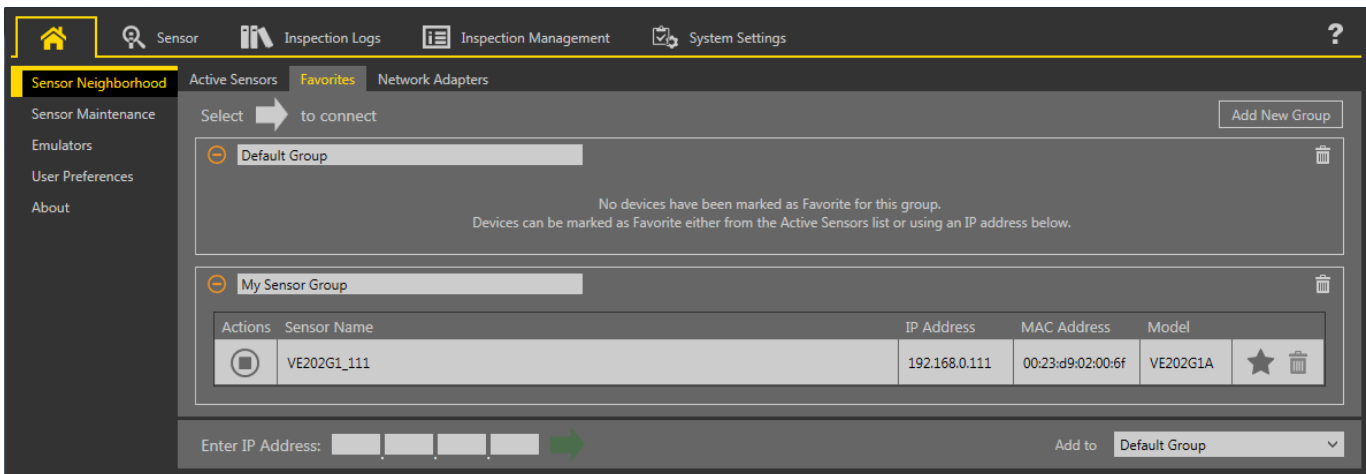 Sensor
Inspection Logs
Inspection Management
System Settings
?
Sensor Neighborhood
Sensor Maintenance
Emulators
User Preferences
About
Active Sensors Favorites Network Adapters
Select to connect
Add New Group
Default Group
No devices have been marked as Favorite for this group.
Devices can be marked as Favorite either from the Active Sensors list or using an IP address below.
My Sensor Group
Actions Sensor Name IP Address MAC Address Model
VE202G1_111 192.168.0.111 00:23:d9:02:00:6f VE202G1A
Enter IP Address: . . .
Add to Default Group